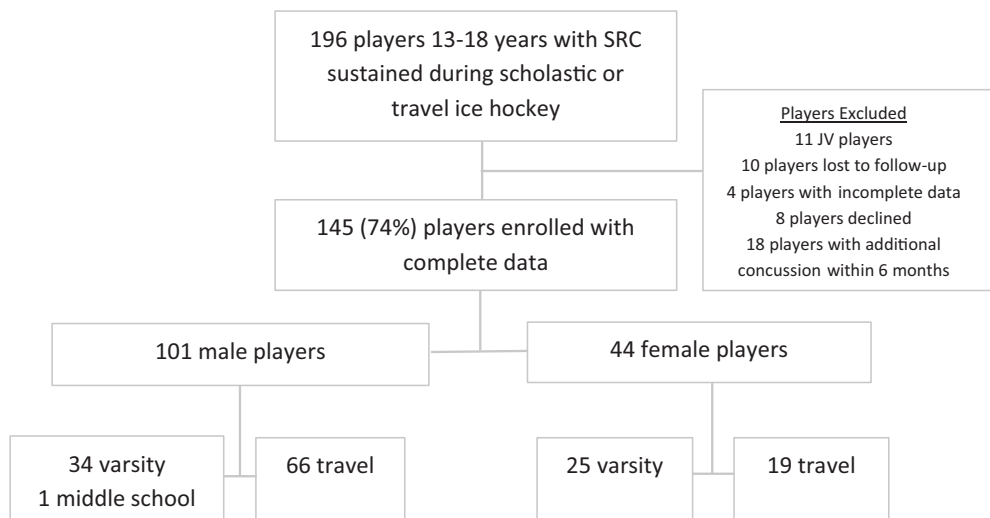 196 players 13-18 years with SRC
sustained during scholastic or
travel ice hockey
Players Excluded
11 JV players
10 players lost to follow-up
4 players with incomplete data
8 players declined
18 players with additional
concussion within 6 months
145 (74%) players enrolled with
complete data
101 male players
44 female players
34 varsity
1 middle school
66 travel
25 varsity
19 travel